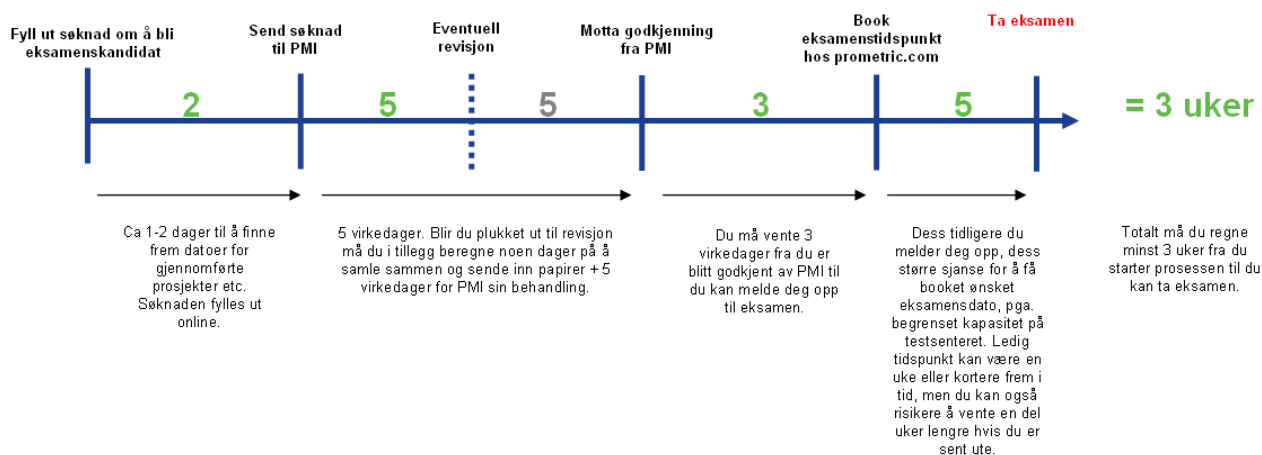 Fyll ut søknad om å bli
eksamenskandidat
Send søknad
til PMI
Eventuell
revisjon
Motta godkjenning
fra PMI
Book
eksamenstidspunkt
hos prometric.com
Ta eksamen
2
5
5
3
5
= 3 uker
Ca 1-2 dager til å finne
frem datoer for
gjennomførte
prosjekter etc.
Søknaden fylles ut
online.
5 virkedager. Blir du plukket ut til revisjon
må du i tillegg beregne noen dager på å
samle sammen og sende inn papirer + 5
virkedager for PMI sin behandling.
Du må vente 3
virkedager fra du er
blitt godkjent av PMI til
du kan melde deg opp
til eksamen.
Dess tidligere du
melder deg opp, dess
større sjanse for å få
booket ønsket
eksamensdato, pga.
begrenset kapasitet på
testsenteret. Ledig
tidspunkt kan være en
uke eller kortere frem i
tid, men du kan også
risikere å vente en del
uker lengre hvis du er
sent ute.
Totalt må du regne
minst 3 uker fra du
starter prosessen til du
kan ta eksamen.